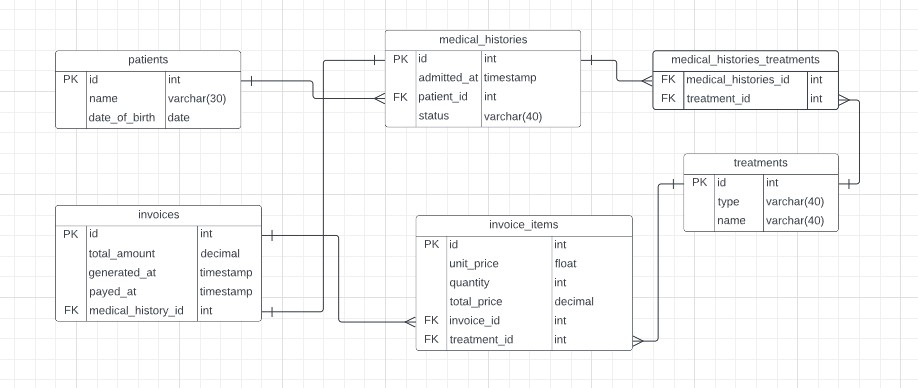 patients
PK id int
name varchar(30)
date_of_birth date
medical_histories
PK id int
admitted_at timestamp
FK patient_id int
status varchar(40)
medical_histories_treatments
FK medical_histories_id int
FK treatment_id int
treatments
PK id int
type varchar(40)
name varchar(40)
invoices
PK id int
total_amount decimal
generated_at timestamp
payed_at timestamp
FK medical_history_id int
invoice_items
PK id int
unit_price float
quantity int
total_price decimal
FK invoice_id int
FK treatment_id int